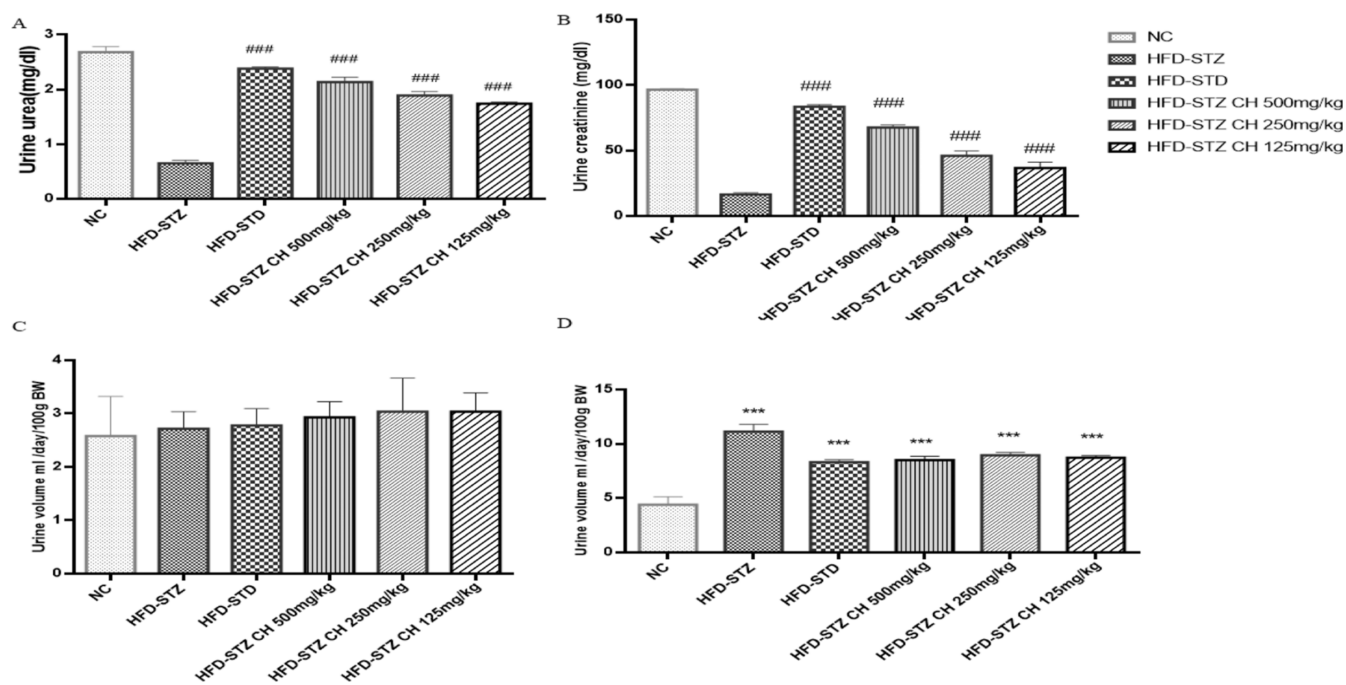 A
Urine urea(mg/dl)
3
2
1
0
###
###
###
###
NC
HFD-STZ
HFD-STD
HFD-STZ CH 500mg/kg
HFD-STZ CH 250mg/kg
HFD-STZ CH 125mg/kg
B
Urine creatinine (mg/dl)
150
100
50
0
###
###
###
###
NC
HFD-STZ
HFD-STD
HFD-STZ CH 500mg/kg
HFD-STZ CH 250mg/kg
HFD-STZ CH 125mg/kg
NC
HFD-STZ
HFD-STD
HFD-STZ CH 500mg/kg
HFD-STZ CH 250mg/kg
HFD-STZ CH 125mg/kg
C
Urine volume ml /day/100g BW
4
3
2
1
0
NC
HFD-STZ
HFD-STD
HFD-STZ CH 500mg/kg
HFD-STZ CH 250mg/kg
HFD-STZ CH 125mg/kg
D
Urine volume ml /day/100g BW
15
10
5
0
***
***
***
***
***
NC
HFD-STZ
HFD-STD
HFD-STZ CH 500mg/kg
HFD-STZ CH 250mg/kg
HFD-STZ CH 125mg/kg